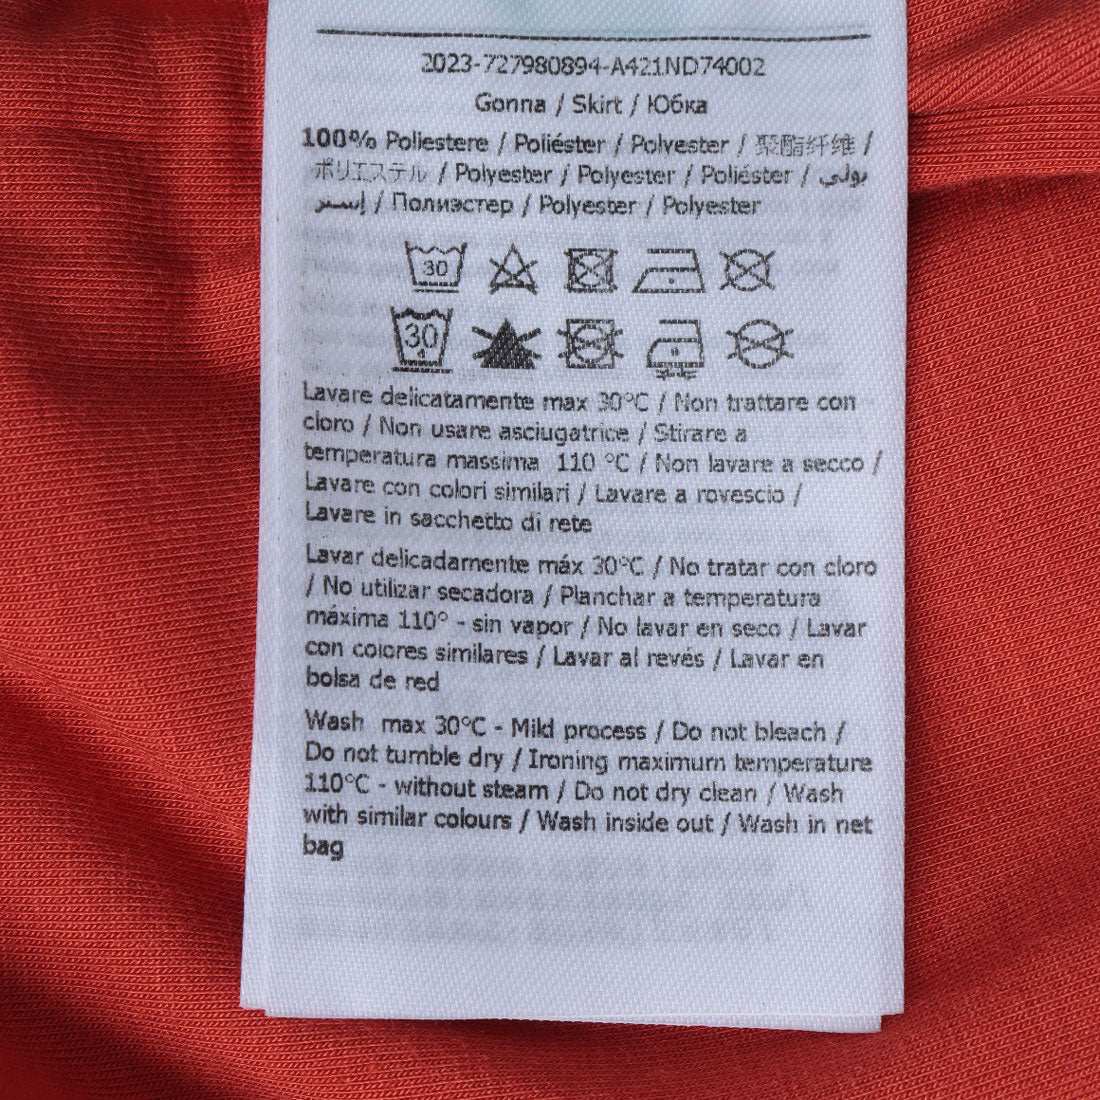 2023-727980894-A421ND74002
Gonna / Skirt / Юбка
100% Poliestere / Poliéster / Polyester / 聚酯纤维 /
ポリエステル / Polyester / Polyester / Poliéster / بولي
إستر / Полиэстер / Polyester / Polyester
30
30
Lavare delicatamente max 30°C / Non trattare con
cloro / Non usare asciugatrice / Stirare a
temperatura massima 110 °C / Non lavare a secco /
Lavare con colori similari / Lavare a rovescio /
Lavare in sacchetto di rete
Lavar delicadamente máx 30°C / No tratar con cloro
/ No utilizar secadora / Planchar a temperatura
máxima 110° - sin vapor / No lavar en seco / Lavar
con colores similares / Lavar al revés / Lavar en
bolsa de red
Wash max 30°C - Mild process / Do not bleach /
Do not tumble dry / Ironing maximum temperature
110°C - without steam / Do not dry clean / Wash
with similar colours / Wash inside out / Wash in net
bag